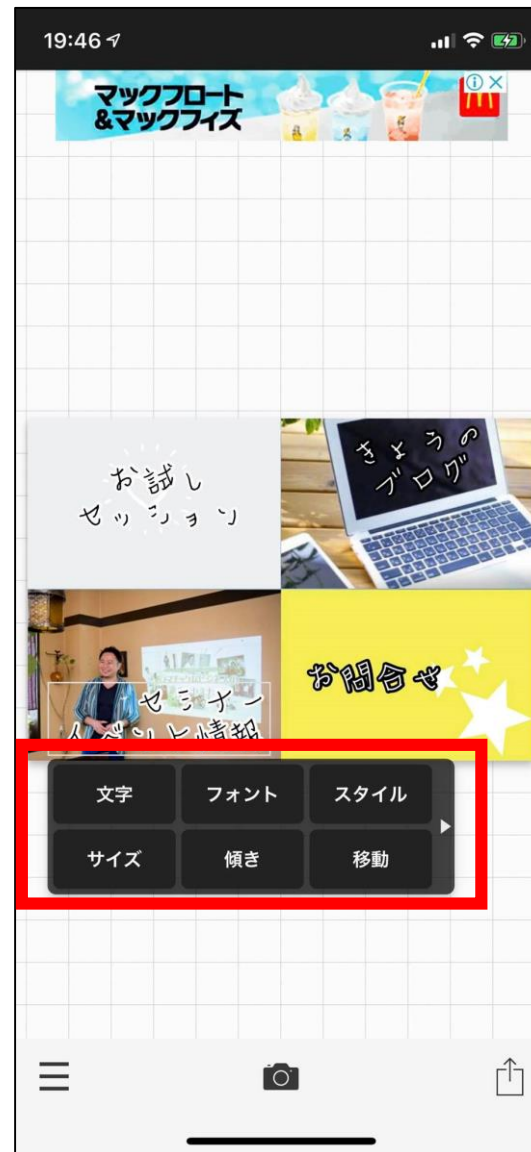 19:46
マックフロート
&マックフィズ
お試し
セッション
きょうの
ブログ
セミナー
イベント情報
お問合せ
文字
フォント
スタイル
サイズ
傾き
移動